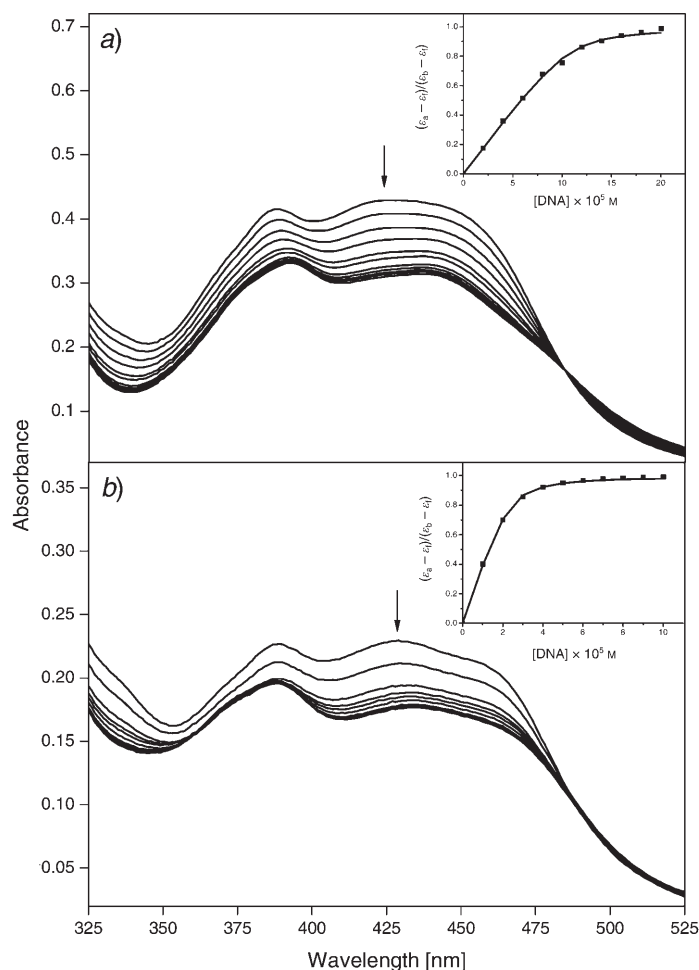 a)
0.7
0.6
0.5
0.4
0.3
0.2
0.1
1.0
0.8
0.6
0.4
0.2
0.0
(εa – εf)/(εb – εf)
0 5 10 15 20
[DNA] × 10⁵ M
Absorbance
b)
0.35
0.30
0.25
0.20
0.15
0.10
0.05
1.0
0.8
0.6
0.4
0.2
0.0
(εa – εf)/(εb – εf)
0 2 4 6 8 10
[DNA] × 10⁵ M
325 350 375 400 425 450 475 500 525
Wavelength [nm]